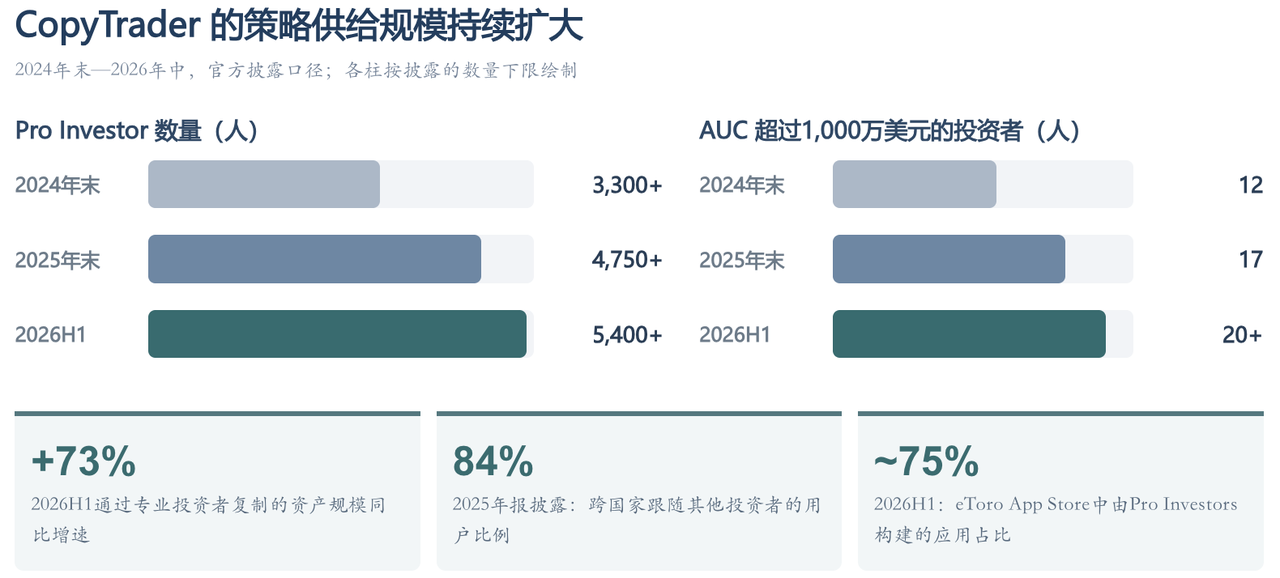 CopyTrader 的策略供给规模持续扩大
2024年末—2026年中，官方披露口径；各柱按披露的数量下限绘制
Pro Investor 数量（人）
2024年末 3,300+
2025年末 4,750+
2026H1 5,400+
AUC 超过1,000万美元的投资者（人）
2024年末 12
2025年末 17
2026H1 20+
+73%
2026H1通过专业投资者复制的资产规模同
比增速
84%
2025年报披露：跨国家跟随其他投资者的用
户比例
~75%
2026H1：eToro App Store中由Pro Investors
构建的应用占比